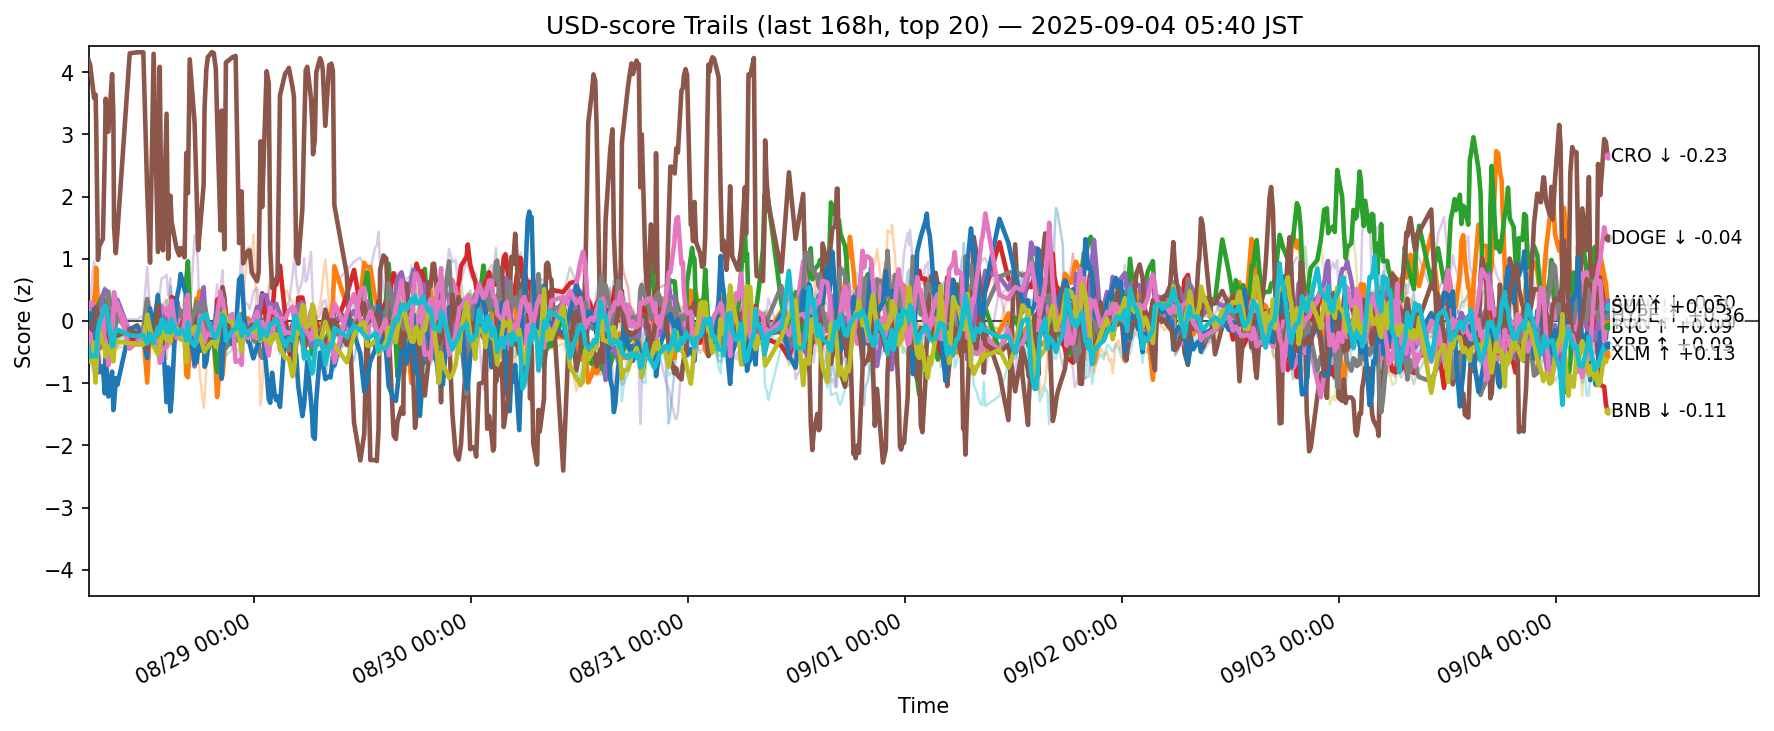 USD-score Trails (last 168h, top 20) — 2025-09-04 05:40 JST
Score (z)
4
3
2
1
0
−1
−2
−3
−4
CRO ↓ -0.23
DOGE ↓ -0.04
SUI ↑ +0.05
XRP ↑ +0.09
XLM ↑ +0.13
BNB ↓ -0.11
08/29 00:00
08/30 00:00
08/31 00:00
09/01 00:00
09/02 00:00
09/03 00:00
09/04 00:00
Time